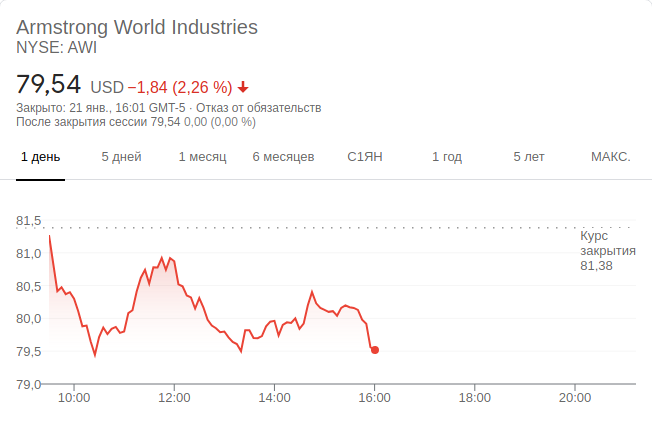 Armstrong World Industries
NYSE: AWI
79,54 USD −1,84 (2,26 %)
Закрыто: 21 янв., 16:01 GMT-5 · Отказ от обязательств
После закрытия сессии 79,54 0,00 (0,00 %)
1 день 5 дней 1 месяц 6 месяцев С1ЯН 1 год 5 лет МАКС.
81,5
Курс
закрытия
81,38
81,0
80,5
80,0
79,5
79,0
10:00 12:00 14:00 16:00 18:00 20:00